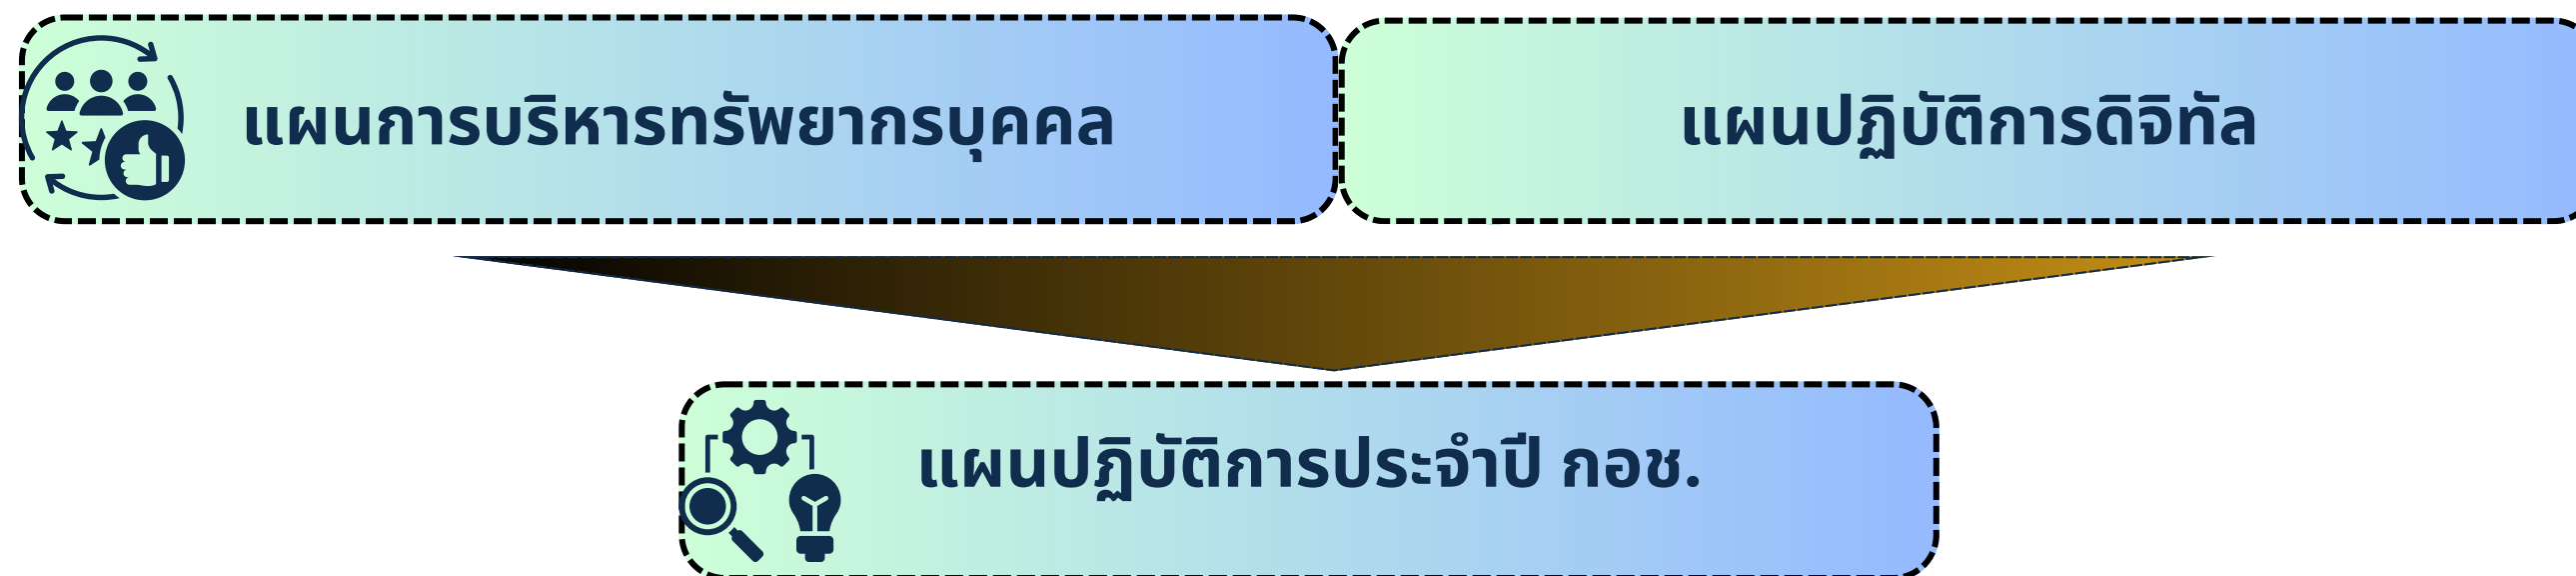 แผนการบริหารทรัพยากรบุคคล
แผนปฏิบัติการดิจิทัล
แผนปฏิบัติการประจำปี กอช.